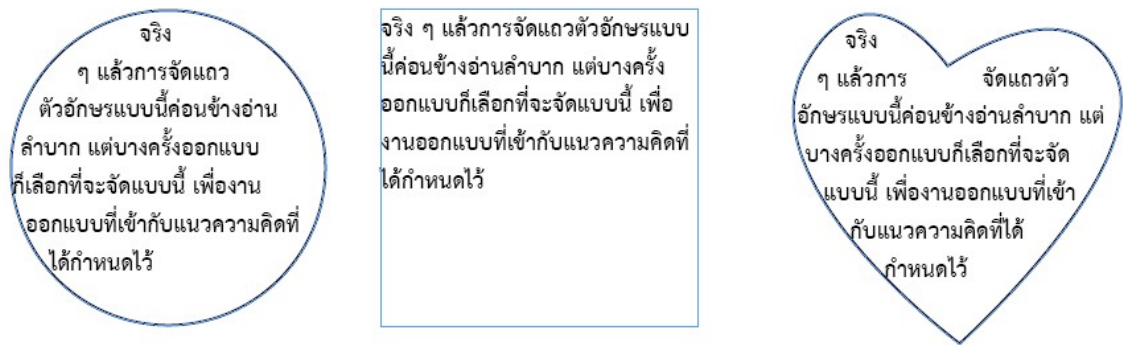 จริง
ๆ แล้วการจัดแถว
ตัวอักษรแบบนี้ค่อนข้างอ่าน
ลำบาก แต่บางครั้งออกแบบ
ก็เลือกที่จะจัดแบบนี้ เพื่องาน
ออกแบบที่เข้ากับแนวความคิดที่
ได้กำหนดไว้
จริง ๆ แล้วการจัดแถวตัวอักษรแบบ
นี้ค่อนข้างอ่านลำบาก แต่บางครั้ง
ออกแบบก็เลือกที่จะจัดแบบนี้ เพื่อ
งานออกแบบที่เข้ากับแนวความคิดที่
ได้กำหนดไว้
จริง
ๆ แล้วการ จัดแถวตัว
อักษรแบบนี้ค่อนข้างอ่านลำบาก แต่
บางครั้งออกแบบก็เลือกที่จะจัด
แบบนี้ เพื่องานออกแบบที่เข้า
กับแนวความคิดที่ได้
กำหนดไว้